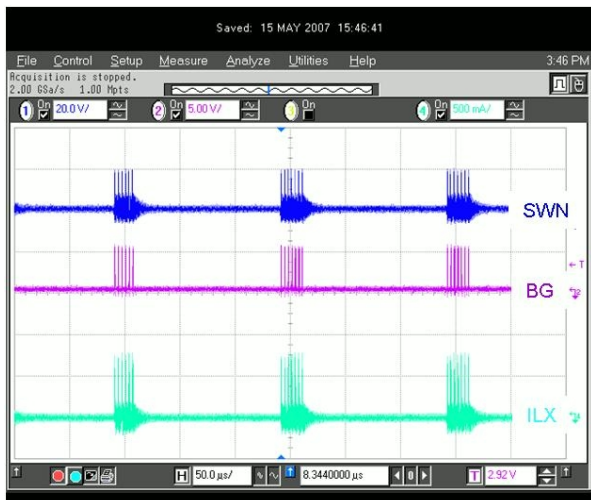 Saved: 15 MAY 2007 15:46:41
File Control Setup Measure Analyze Utilities Help 3:46 PM
Acquisition is stopped.
2.00 GSa/s 1.00 Mpts
1 On 20.0 V/ 2 On 5.00 V/ 3 On 4 On 500 mA/
SWN
T
BG
ILX
H 50.0 µs/ 8.3440000 µs 0 T 2.92 V